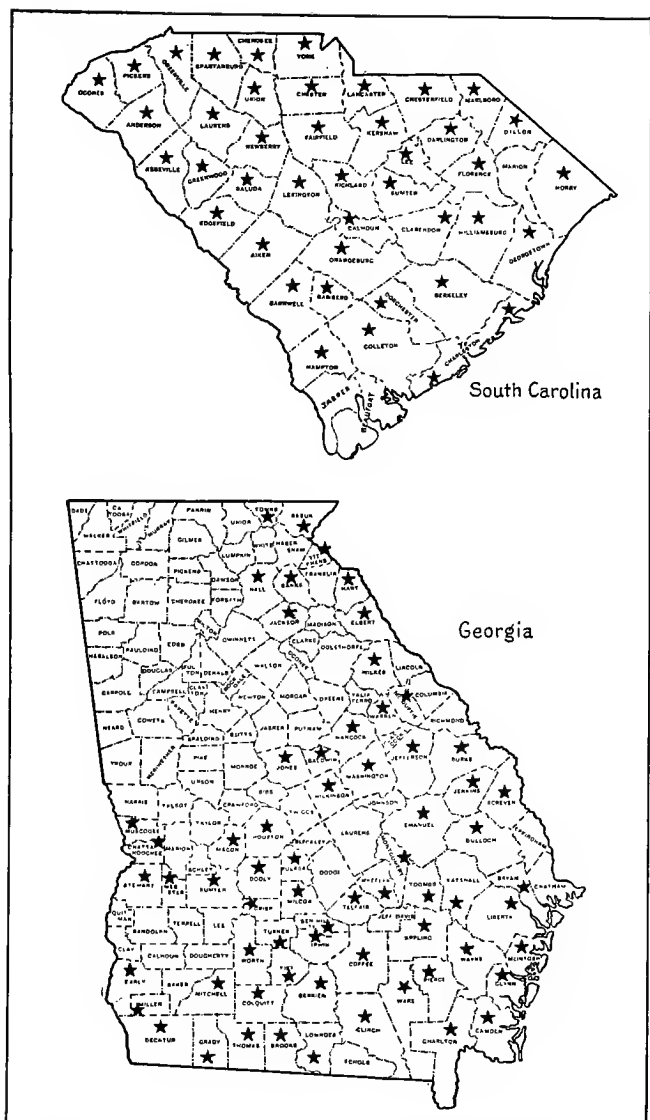 CHEROKEE
YORK
GREENVILLE
SPARTANBURG
PICKENS
OCONEE
UNION
CHESTER
LANCASTER
CHESTERFIELD
MARLBORO
ANDERSON
LAURENS
DILLON
NEWBERRY
FAIRFIELD
KERSHAW
DARLINGTON
LEE
ABBEVILLE
GREENWOOD
SALUDA
LEXINGTON
RICHLAND
SUMTER
FLORENCE
MARION
HORRY
EDGEFIELD
CALHOUN
CLARENDON
WILLIAMSBURG
AIKEN
ORANGEBURG
GEORGETOWN
BARNWELL
BAMBERG
DORCHESTER
BERKELEY
COLLETON
HAMPTON
CHARLESTON
JASPER
BEAUFORT
South Carolina
DADE
CATOOSA
WHITFIELD
MURRAY
FANNIN
UNION
TOWNS
RABUN
WALKER
GILMER
LUMPKIN
WHITE
HABERSHAM
STEPHENS
CHATTOOGA
GORDON
PICKENS
DAWSON
HALL
BANKS
FRANKLIN
HART
FLOYD
BARTOW
CHEROKEE
FORSYTH
JACKSON
MADISON
ELBERT
Georgia
POLK
PAULDING
COBB
MILTON
GWINNETT
CLARKE
OGLETHORPE
HARALSON
DOUGLAS
FULTON
DEKALB
WALTON
OCONEE
WILKES
LINCOLN
CARROLL
CAMPBELL
CLAYTON
ROCKDALE
NEWTON
MORGAN
GREENE
TALIAFERRO
COLUMBIA
HEARD
COWETA
FAYETTE
HENRY
WARREN
RICHMOND
SPALDING
BUTTS
JASPER
PUTNAM
HANCOCK
TROUP
MERIWETHER
PIKE
MONROE
JONES
BALDWIN
WASHINGTON
JEFFERSON
BURKE
UPSON
BIBB
WILKINSON
JENKINS
SCREVEN
HARRIS
TALBOT
CRAWFORD
TWIGGS
JOHNSON
MUSCOGEE
TAYLOR
HOUSTON
LAURENS
EMANUEL
BULLOCH
EFFINGHAM
CHATTAHOOCHEE
MARION
MACON
STEWART
WEBSTER
SCHLEY
SUMTER
DOOLY
PULASKI
DODGE
MONTGOMERY
TOOMBS
TATTNALL
BRYAN
CHATHAM
QUITMAN
CRISP
WILCOX
TELFAIR
LIBERTY
RANDOLPH
TERRELL
LEE
TURNER
BEN HILL
JEFF DAVIS
APPLING
CLAY
CALHOUN
DOUGHERTY
WORTH
IRWIN
COFFEE
WAYNE
MCINTOSH
EARLY
BAKER
MITCHELL
TIFT
BERRIEN
WARE
PIERCE
GLYNN
MILLER
COLQUITT
DECATUR
GRADY
THOMAS
BROOKS
LOWNDES
CLINCH
CHARLTON
CAMDEN
ECHOLS